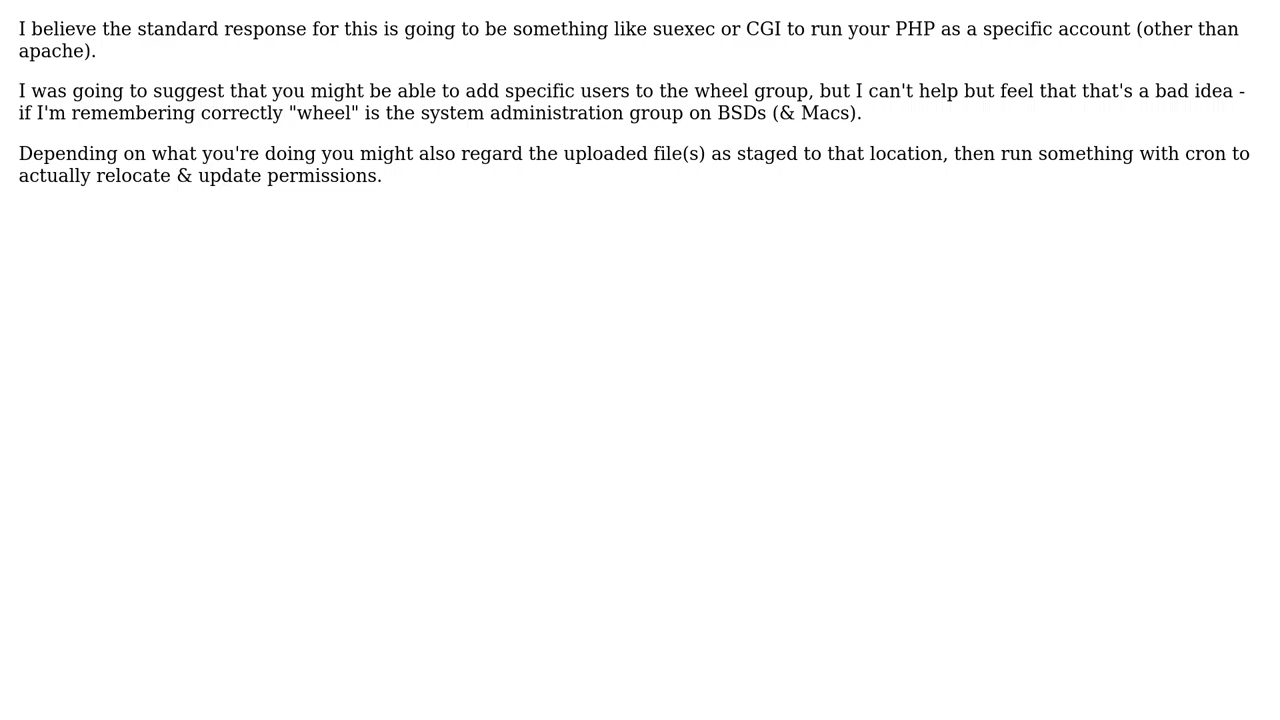 I believe the standard response for this is going to be something like suexec or CGI to run your PHP as a specific account (other than
apache).
I was going to suggest that you might be able to add specific users to the wheel group, but I can't help but feel that that's a bad idea -
if I'm remembering correctly "wheel" is the system administration group on BSDs (& Macs).
Depending on what you're doing you might also regard the uploaded file(s) as staged to that location, then run something with cron to
actually relocate & update permissions.